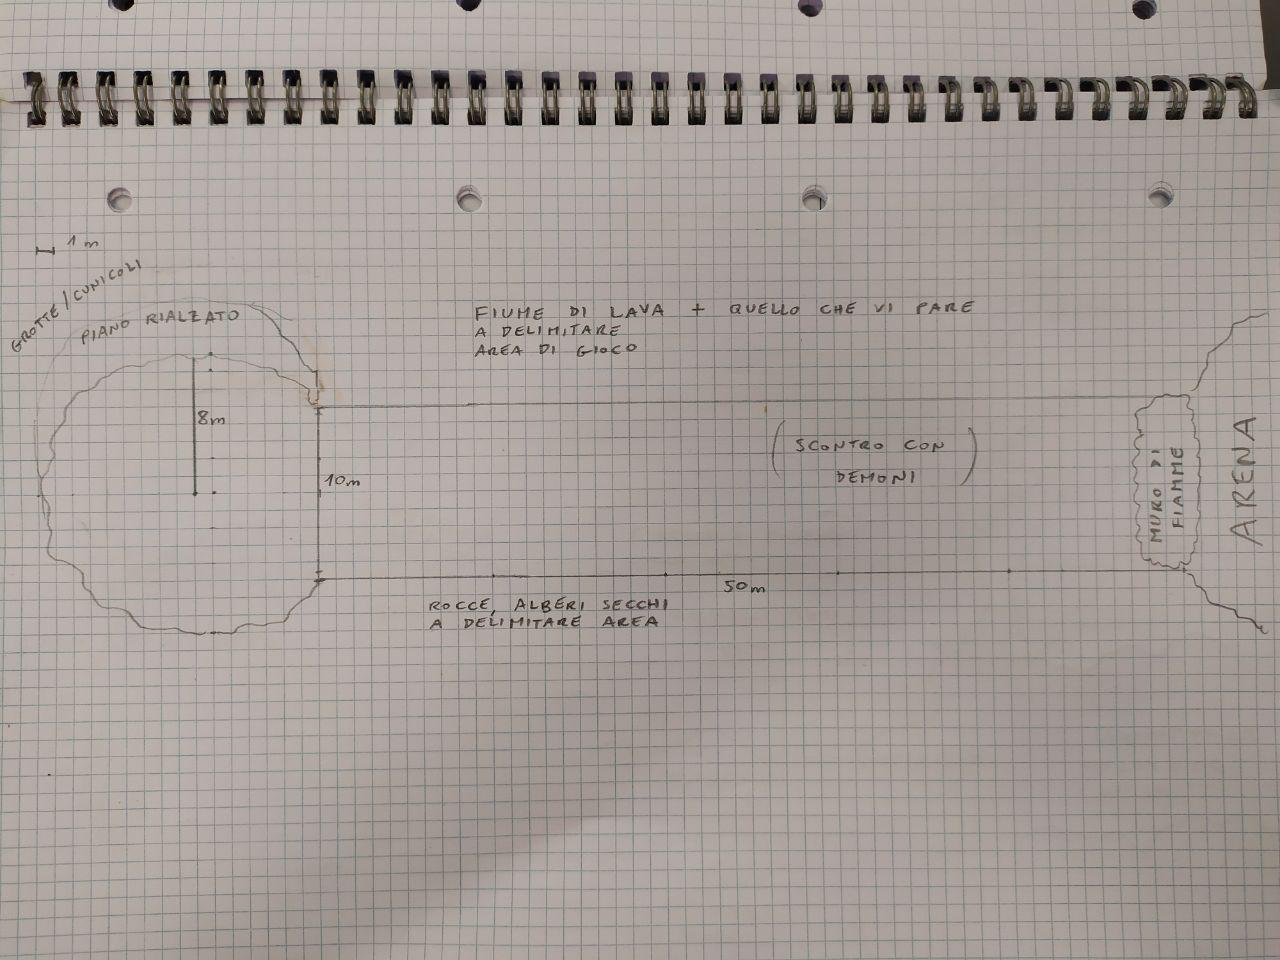 1 m
GROTTE/CUNICOLI
PIANO RIALZATO
FIUME DI LAVA + QUELLO CHE VI PARE
A DELIMITARE
AREA DI GIOCO
8m
10m
(SCONTRO CON
DEMONI)
MURO DI
FIAMME
ARENA
50m
ROCCE, ALBERI SECCHI
A DELIMITARE AREA